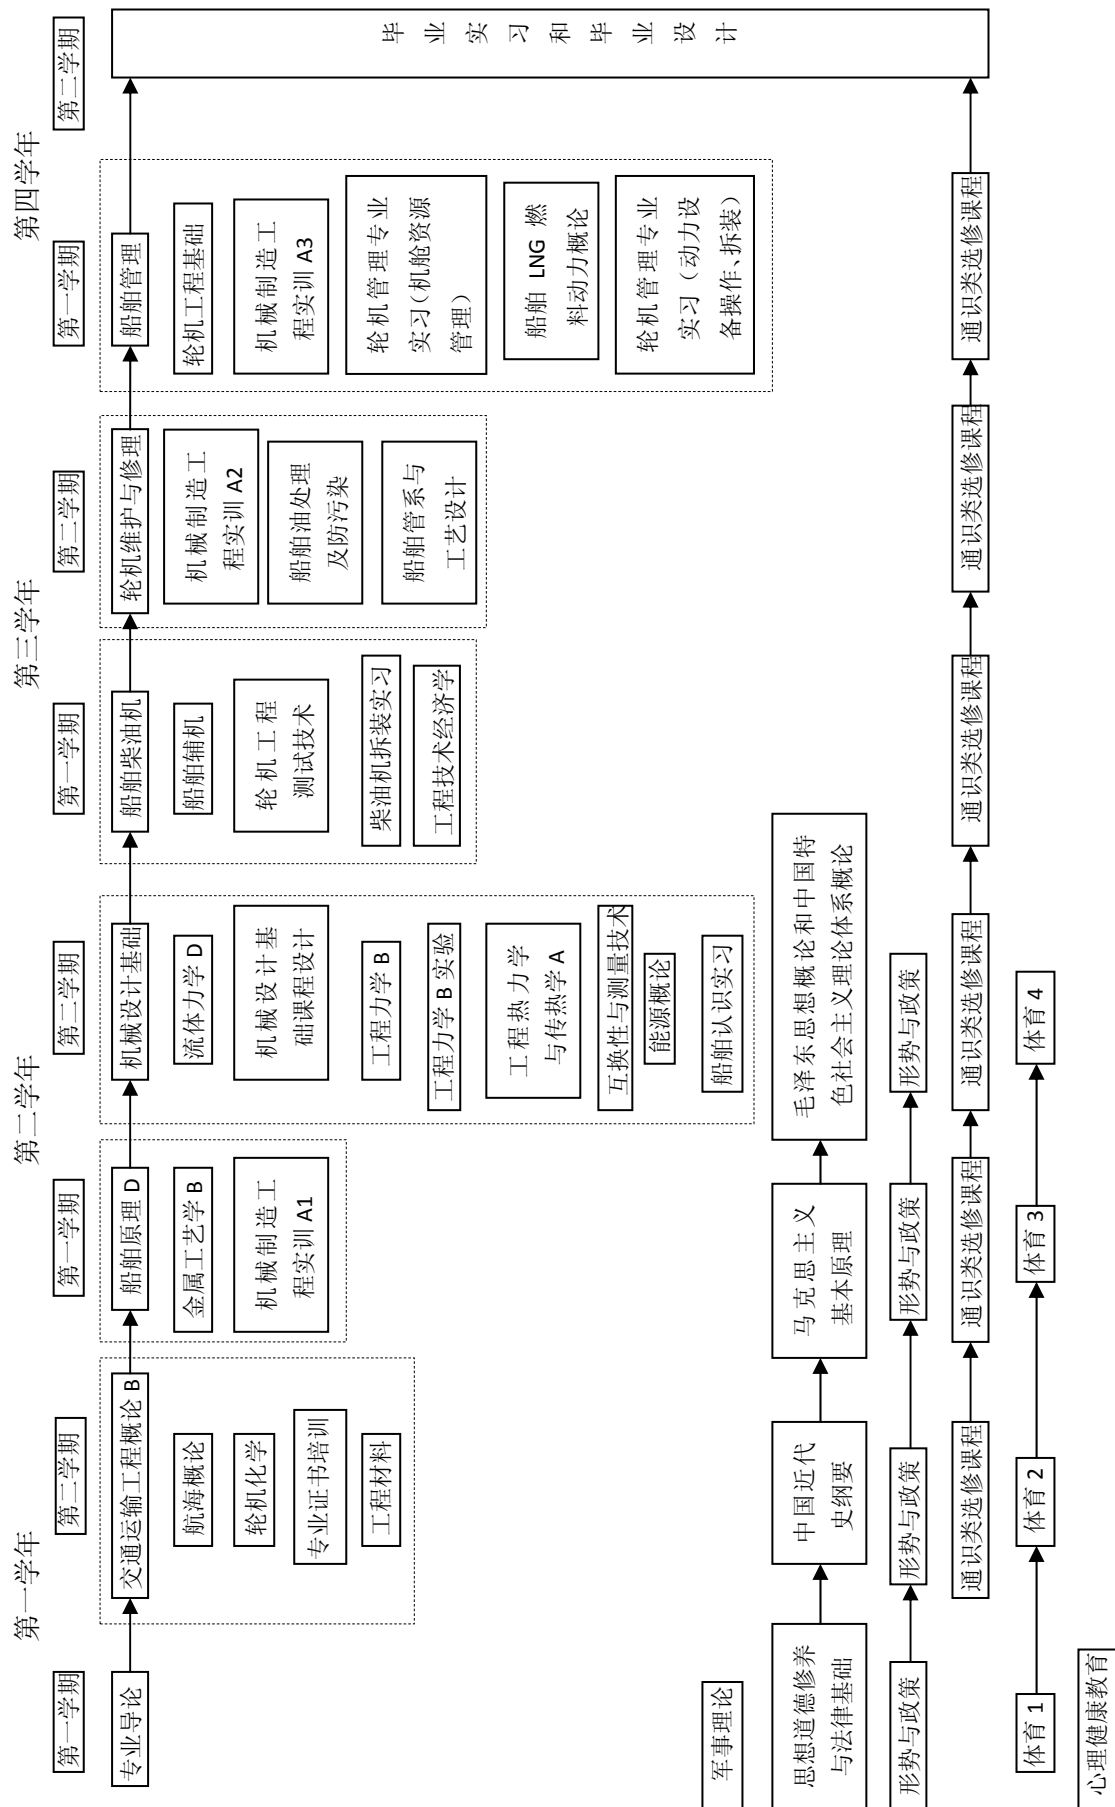 第一学年
第二学年
第三学年
第四学年
第一学期
第二学期
第一学期
第二学期
第一学期
第二学期
第一学期
第二学期
专业导论
交通运输工程概论 B
航海概论
轮机化学
专业证书培训
工程材料
船舶原理 D
金属工艺学 B
机械制造工
程实训 A1
机械设计基础
流体力学 D
机械设计基
础课程设计
工程力学 B
工程力学 B 实验
工程热力学
与传热学 A
互换性与测量技术
能源概论
船舶认识实习
船舶柴油机
船舶辅机
轮机工程
测试技术
柴油机拆装实习
工程技术经济学
轮机维护与修理
机械制造工
程实训 A2
船舶油处理
及防污染
船舶管系与
工艺设计
船舶管理
轮机工程基础
机械制造工
程实训 A3
轮机管理专业
实习(机舱资源
管理)
船舶 LNG 燃
料动力概论
轮机管理专业
实习（动力设
备操作、拆装）
毕业实习和毕业设计
军事理论
思想道德修养
与法律基础
中国近代
史纲要
马克思主义
基本原理
毛泽东思想概论和中国特
色社会主义理论体系概论
形势与政策
形势与政策
形势与政策
形势与政策
通识类选修课程
通识类选修课程
通识类选修课程
通识类选修课程
通识类选修课程
通识类选修课程
体育 1
体育 2
体育 3
体育 4
心理健康教育